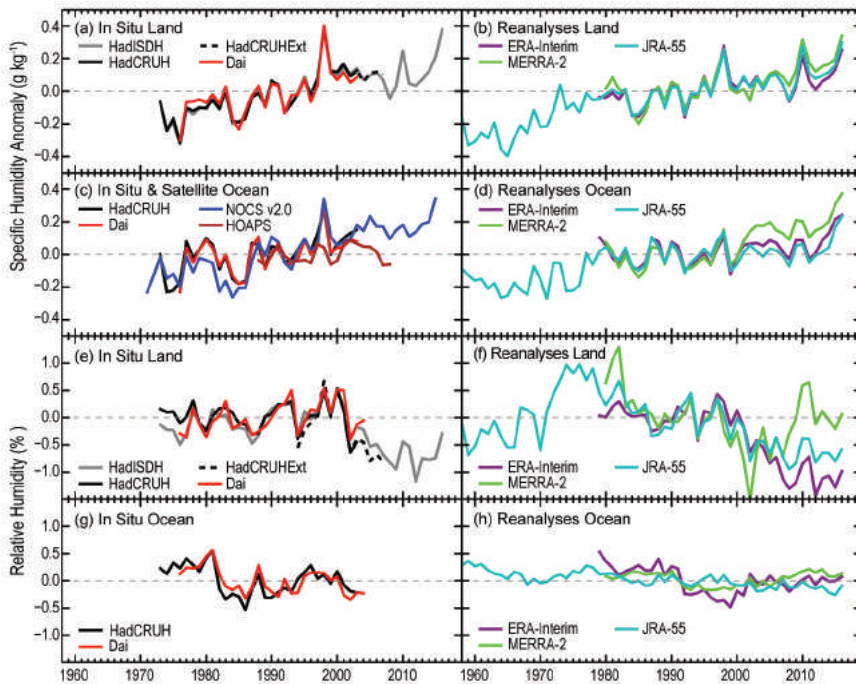 Specific Humidity Anomaly (g kg⁻¹)
Relative Humidity (%)
(a) In Situ Land
HadISDH
HadCRUH
HadCRUHExt
Dai
0.4
0.2
0.0
−0.2
−0.4
(b) Reanalyses Land
ERA-Interim
MERRA-2
JRA-55
(c) In Situ & Satellite Ocean
HadCRUH
Dai
NOCS v2.0
HOAPS
0.4
0.2
0.0
−0.2
−0.4
(d) Reanalyses Ocean
ERA-Interim
MERRA-2
JRA-55
(e) In Situ Land
HadISDH
HadCRUH
HadCRUHExt
Dai
1.0
0.5
0.0
−0.5
−1.0
(f) Reanalyses Land
ERA-Interim
MERRA-2
JRA-55
(g) In Situ Ocean
HadCRUH
Dai
1.0
0.5
0.0
−0.5
−1.0
(h) Reanalyses Ocean
ERA-Interim
MERRA-2
JRA-55
1960 1970 1980 1990 2000 2010 1960 1970 1980 1990 2000 2010